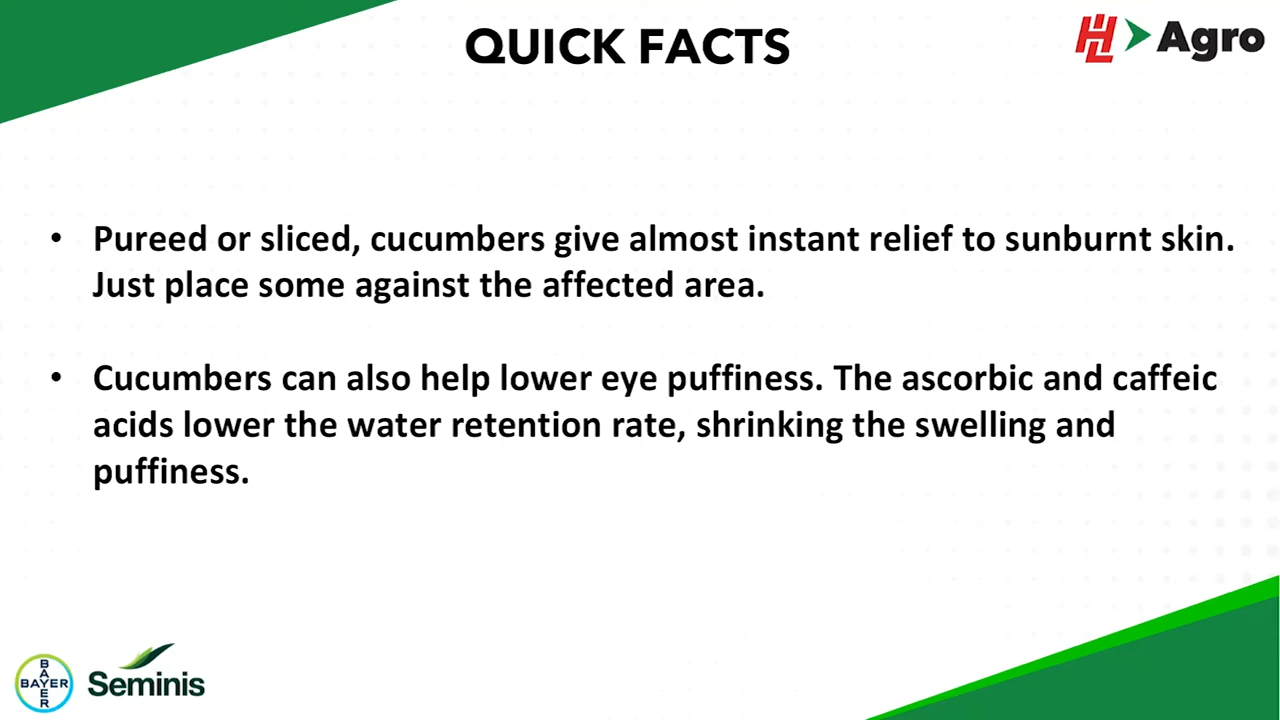 QUICK FACTS
HL Agro
• Pureed or sliced, cucumbers give almost instant relief to sunburnt skin.
Just place some against the affected area.
• Cucumbers can also help lower eye puffiness. The ascorbic and caffeic
acids lower the water retention rate, shrinking the swelling and
puffiness.
BAYER
BAYER
Seminis